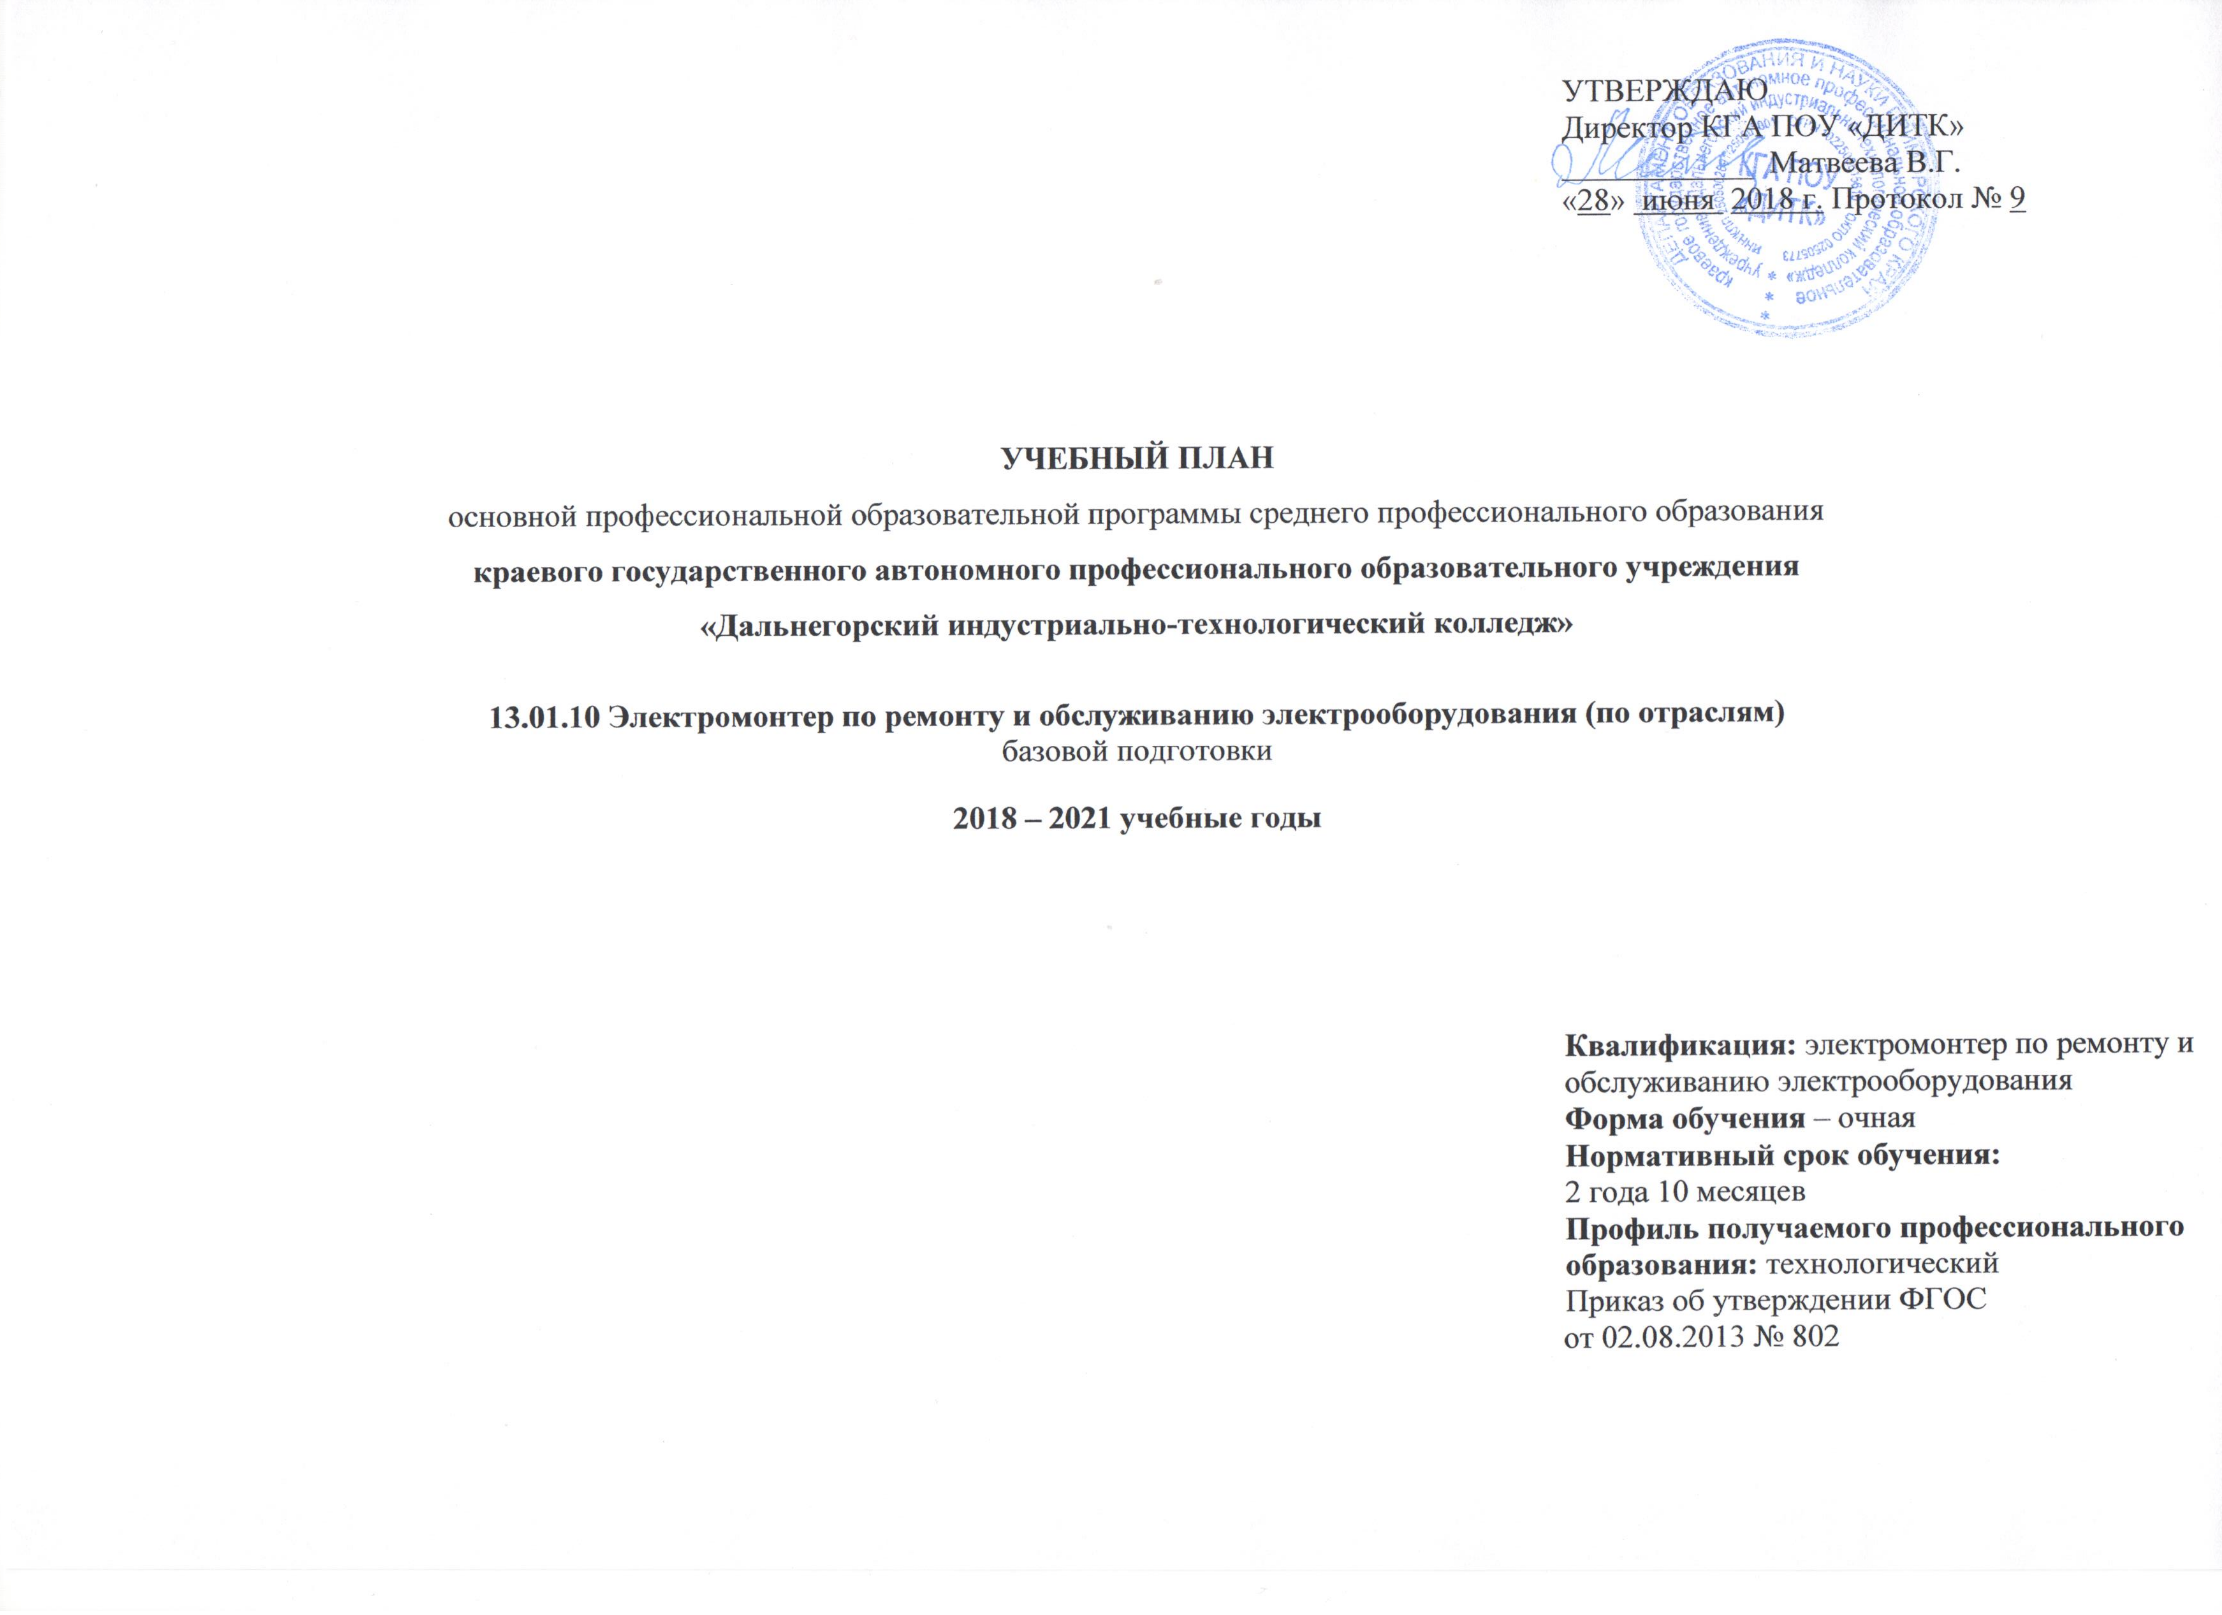 УТВЕРЖДАЮ
Директор КГА ПОУ «ДИТК»
____________ Матвеева В.Г.
«28» июня 2018 г. Протокол № 9
КГА ПОУ
«ДИТК»
УЧЕБНЫЙ ПЛАН
основной профессиональной образовательной программы среднего профессионального образования
краевого государственного автономного профессионального образовательного учреждения
«Дальнегорский индустриально-технологический колледж»
13.01.10 Электромонтер по ремонту и обслуживанию электрооборудования (по отраслям)
базовой подготовки
2018 – 2021 учебные годы
Квалификация: электромонтер по ремонту и
обслуживанию электрооборудования
Форма обучения – очная
Нормативный срок обучения:
2 года 10 месяцев
Профиль получаемого профессионального
образования: технологический
Приказ об утверждении ФГОС
от 02.08.2013 № 802